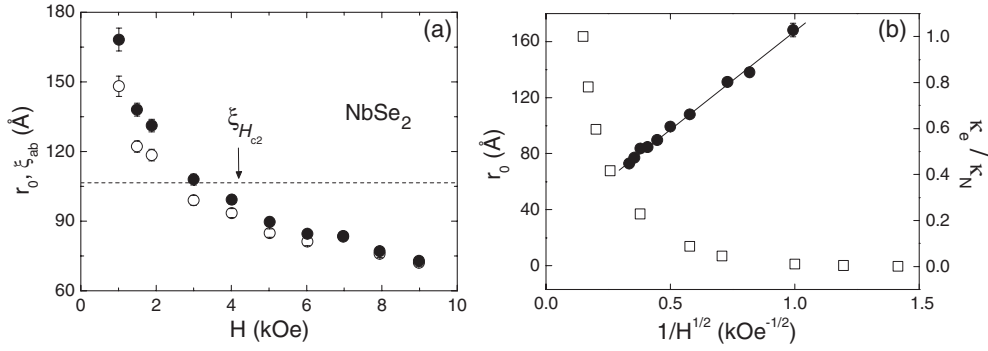 (a)
NbSe2
ξHc2
r0, ξab (Å)
180
150
120
90
60
0 2 4 6 8 10
H (kOe)
(b)
r0 (Å)
160
120
80
40
0
0.0 0.5 1.0 1.5
1/H^1/2 (kOe^-1/2)
1.0
0.8
0.6
0.4
0.2
0.0
κe / κN